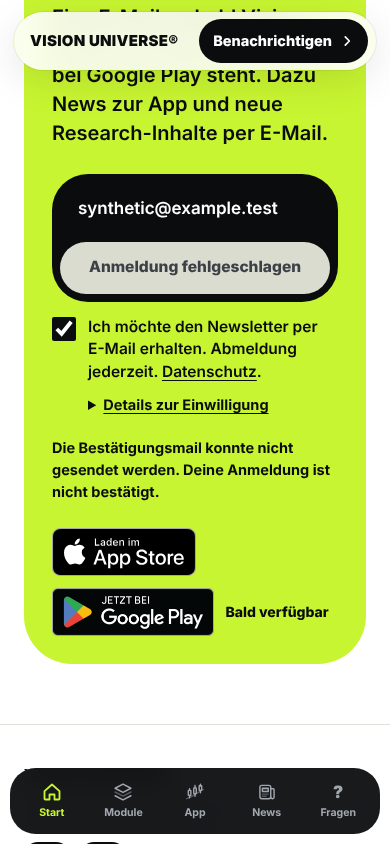 VISION UNIVERSE®
Benachrichtigen
bei Google Play steht. Dazu
News zur App und neue
Research-Inhalte per E-Mail.
synthetic@example.test
Anmeldung fehlgeschlagen
Ich möchte den Newsletter per
E-Mail erhalten. Abmeldung
jederzeit. Datenschutz.
Details zur Einwilligung
Die Bestätigungsmail konnte nicht
gesendet werden. Deine Anmeldung ist
nicht bestätigt.
Laden im
App Store
JETZT BEI
Google Play
Bald verfügbar
Start
Module
App
News
Fragen